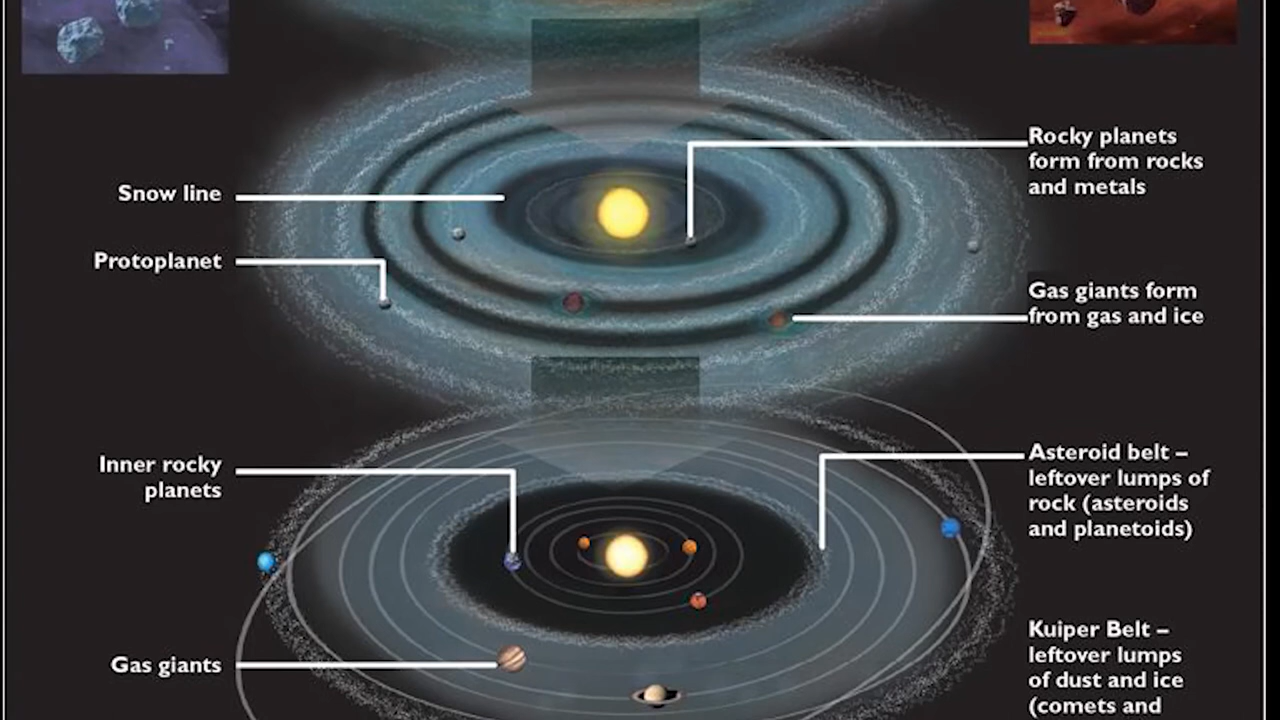 Rocky planets
form from rocks
and metals
Snow line
Protoplanet
Gas giants form
from gas and ice
Inner rocky
planets
Asteroid belt –
leftover lumps of
rock (asteroids
and planetoids)
Gas giants
Kuiper Belt –
leftover lumps
of dust and ice
(comets and